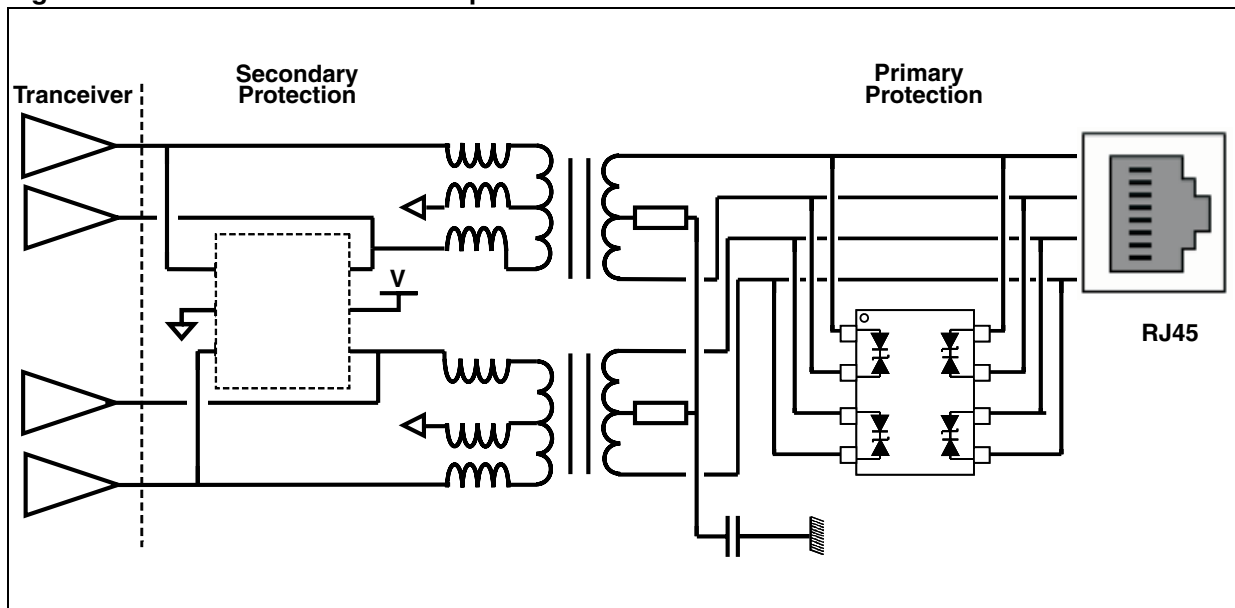 Secondary
Protection
Primary
Protection
Tranceiver
V
RJ45